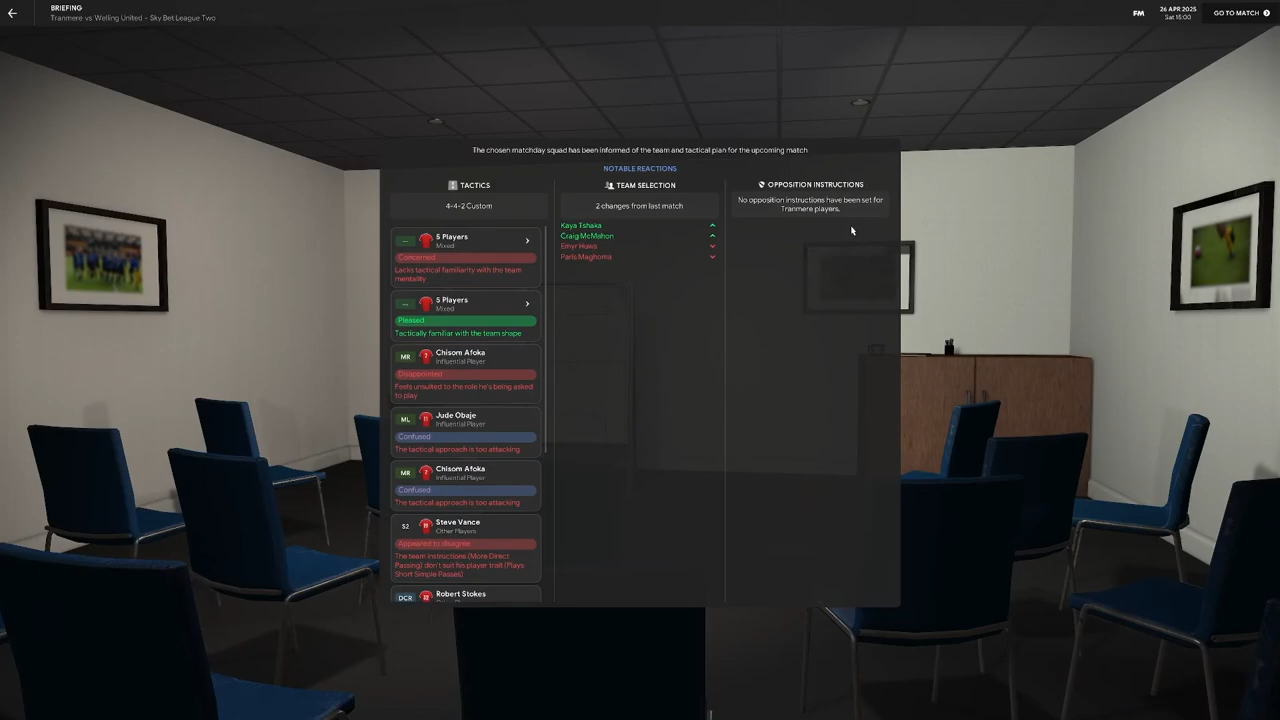 BRIEFING
Tranmere vs Welling United - Sky Bet League Two
FM
26 APR 2025
Sat 15:00
GO TO MATCH
The chosen matchday squad has been informed of the team and tactical plan for the upcoming match
NOTABLE REACTIONS
TACTICS
4-4-2 Custom
5 Players
Mixed
Concerned
Lacks tactical familiarity with the team
mentality
5 Players
Mixed
Pleased
Tactically familiar with the team shape
MR
7
Chisom Afoka
Influential Player
Disappointed
Feels unsuited to the role he's being asked
to play
ML
11
Jude Obaje
Influential Player
Confused
The tactical approach is too attacking
MR
7
Chisom Afoka
Influential Player
Confused
The tactical approach is too attacking
S2
Steve Vance
Other Players
Appeared to disagree
The team instructions (More Direct
Passing) don't suit his player trait (Plays
Short Simple Passes)
DCR
Robert Stokes
TEAM SELECTION
2 changes from last match
Kaya Tshaka
Craig McMahon
Emyr Huws
Paris Maghoma
OPPOSITION INSTRUCTIONS
No opposition instructions have been set for
Tranmere players.